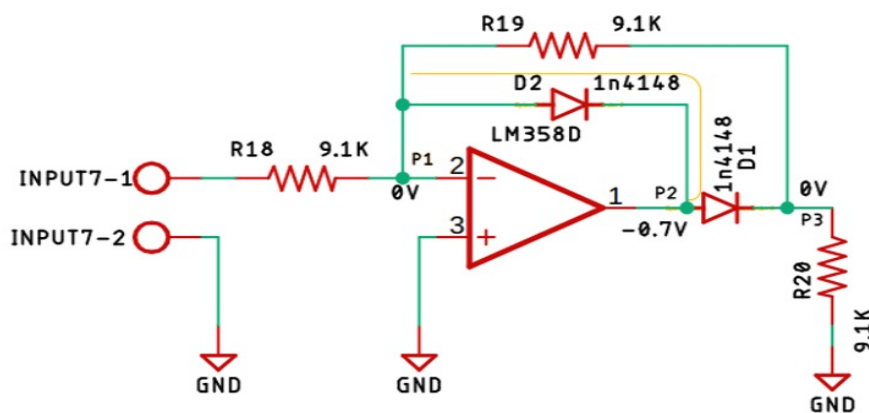 R19 9.1K
D2 1n4148
LM358D
R18 9.1K
P1
2
INPUT7-1
0V
1n4148
D1
1
P2
0V
P3
-0.7V
3
INPUT7-2
R20
9.1K
GND
GND
GND